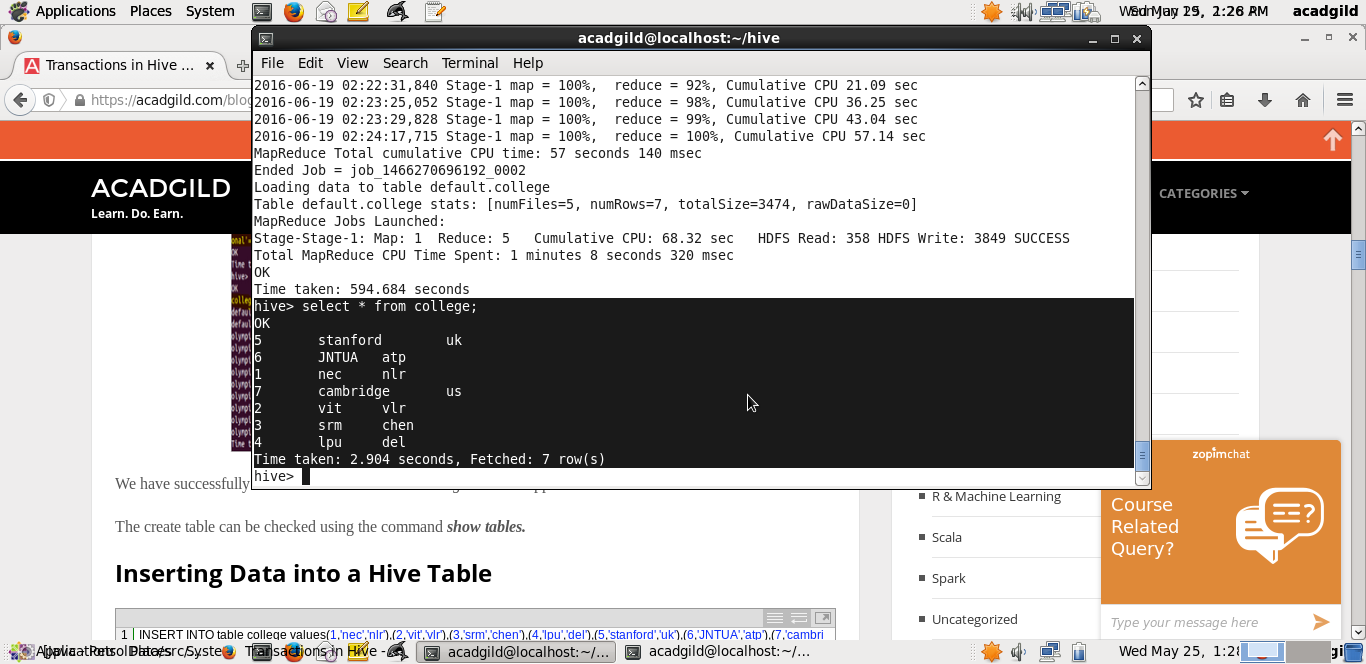 Applications Places System
acadgild
acadgild@localhost:~/hive
Transactions in Hive ...
File Edit View Search Terminal Help
https://acadgild.com/blog
2016-06-19 02:22:31,840 Stage-1 map = 100%,  reduce = 92%, Cumulative CPU 21.09 sec
2016-06-19 02:23:25,052 Stage-1 map = 100%,  reduce = 98%, Cumulative CPU 36.25 sec
2016-06-19 02:23:29,828 Stage-1 map = 100%,  reduce = 99%, Cumulative CPU 43.04 sec
2016-06-19 02:24:17,715 Stage-1 map = 100%,  reduce = 100%, Cumulative CPU 57.14 sec
MapReduce Total cumulative CPU time: 57 seconds 140 msec
Ended Job = job_1466270696192_0002
Loading data to table default.college
Table default.college stats: [numFiles=5, numRows=7, totalSize=3474, rawDataSize=0]
MapReduce Jobs Launched:
Stage-Stage-1: Map: 1  Reduce: 5   Cumulative CPU: 68.32 sec   HDFS Read: 358 HDFS Write: 3849 SUCCESS
Total MapReduce CPU Time Spent: 1 minutes 8 seconds 320 msec
OK
Time taken: 594.684 seconds
hive> select * from college;
OK
5 stanford uk
6 JNTUA atp
1 nec nlr
7 cambridge us
2 vit vlr
3 srm chen
4 lpu del
Time taken: 2.904 seconds, Fetched: 7 row(s)
hive>
ACADGILD
Learn. Do. Earn.
CATEGORIES
We have successfully
The create table can be checked using the command show tables.
Inserting Data into a Hive Table
1 INSERT INTO table college values(1,'nec','nlr'),(2,'vit','vlr'),(3,'srm','chen'),(4,'lpu','del'),(5,'stanford','uk'),(6,'JNTUA','atp'),(7,'cambri
R & Machine Learning
Scala
Spark
Uncategorized
zopimchat
Course
Related
Query?
Type your message here
Transactions in Hive -
acadgild@localhost:~/...
acadgild@localhost:~/...
Wed May 25, 1:28